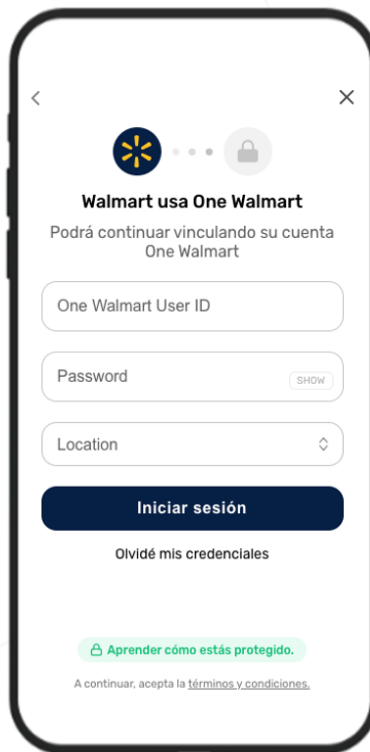 Walmart usa One Walmart
Podrá continuar vinculando su cuenta
One Walmart
One Walmart User ID
Password
SHOW
Location
Iniciar sesión
Olvidé mis credenciales
Aprender cómo estás protegido.
A continuar, acepta la términos y condiciones.